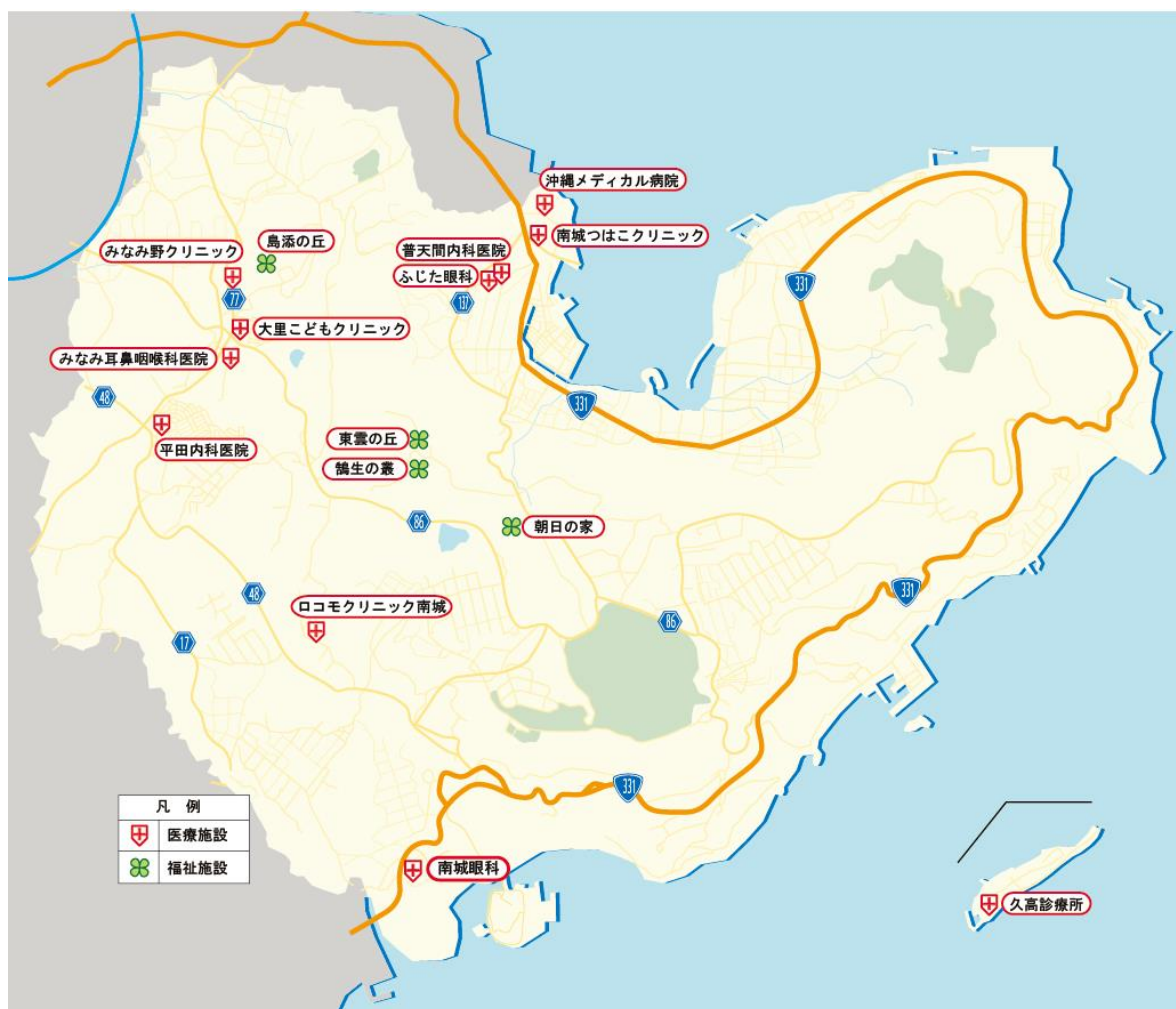 沖縄メディカル病院
南城つはこクリニック
島添の丘
みなみ野クリニック
普天間内科医院
ふじた眼科
77
137
331
大里こどもクリニック
みなみ耳鼻咽喉科医院
48
331
平田内科医院
東雲の丘
鵠生の叢
86
朝日の家
48
331
ロコモクリニック南城
86
17
331
凡 例
医療施設
福祉施設
南城眼科
久高診療所